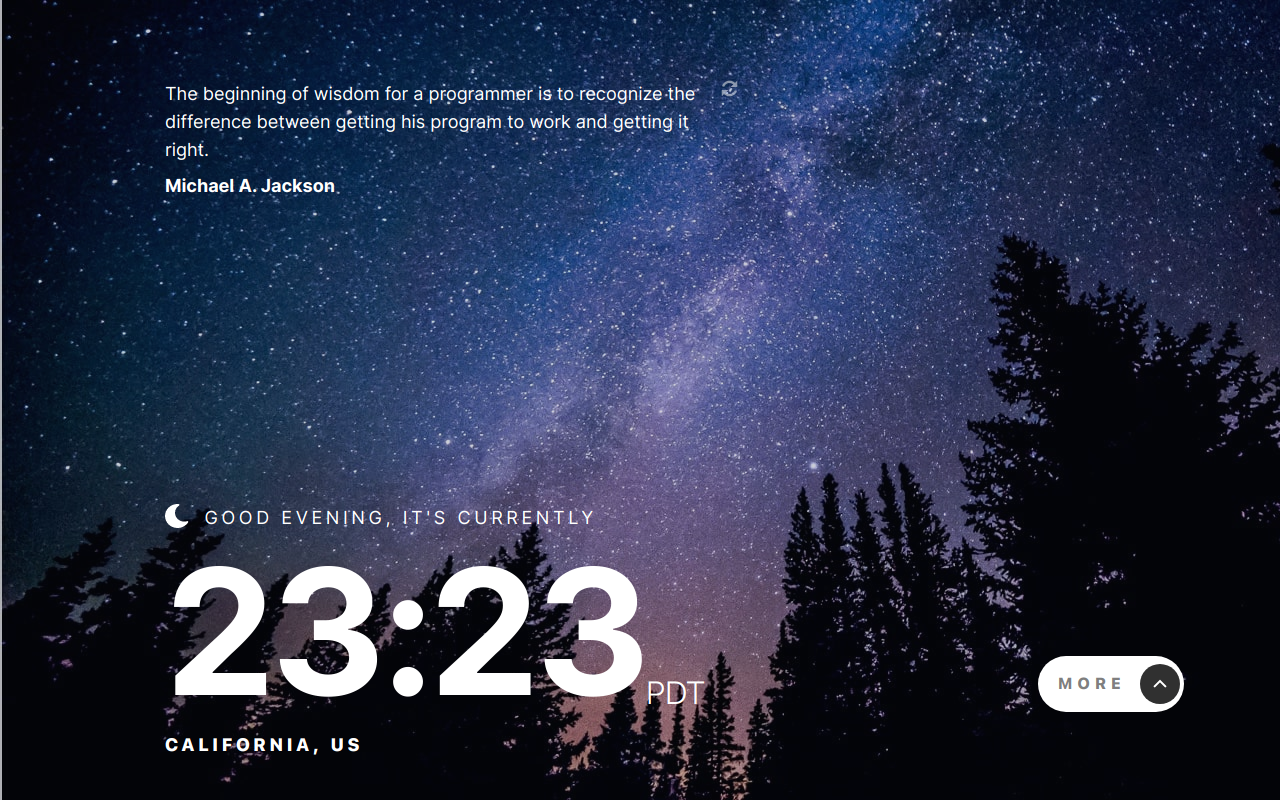 The beginning of wisdom for a programmer is to recognize the
difference between getting his program to work and getting it
right.
Michael A. Jackson
GOOD EVENING, IT'S CURRENTLY
23:23 PDT
CALIFORNIA, US
MORE